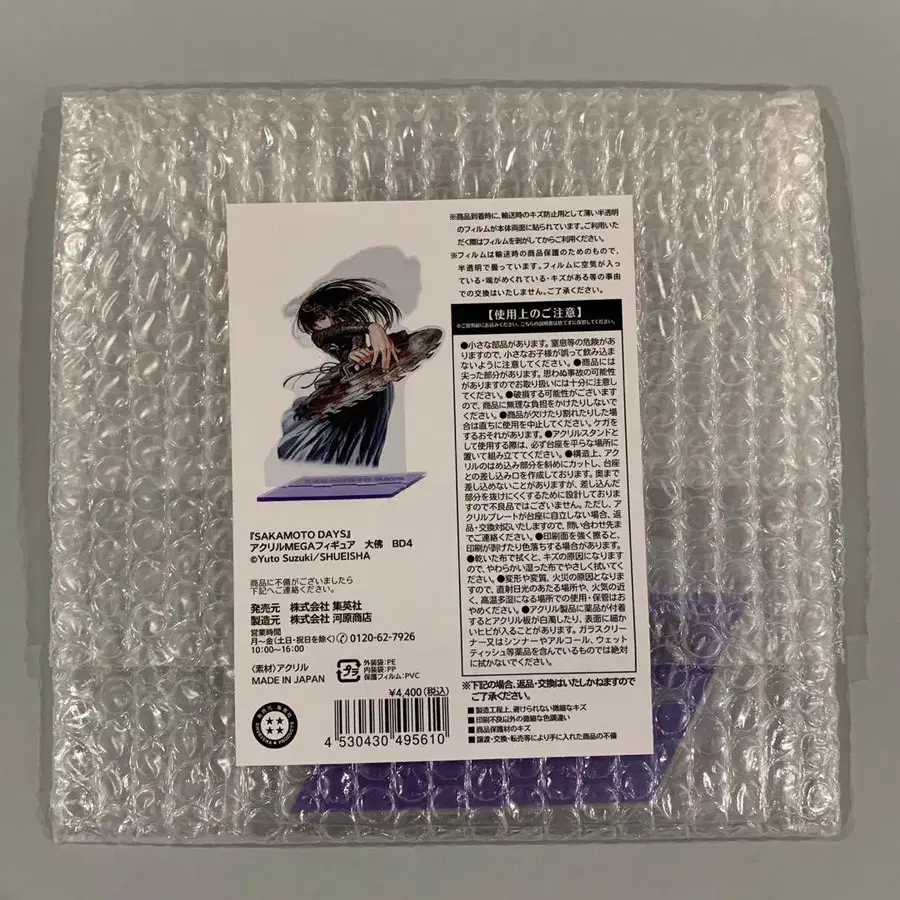 『SAKAMOTO DAYS』
アクリルMEGAフィギュア 大佛 BD4
©Yuto Suzuki/SHUEISHA
商品に不備がございましたら
下記へご連絡ください。
発売元 株式会社 集英社
製造元 株式会社 河原商店
営業時間
月〜金(土日・祝日を除く) 0120-62-7926
10:00〜16:00
〈素材〉アクリル
MADE IN JAPAN
プラ
外装袋:PE
内装袋:PP
保護フィルム:PVC
¥4,400(税込)
4 530430 495610
※商品到着時に、輸送時のキズ防止用として薄い半透明
のフィルムが本体両面に貼られています。ご利用いた
だく際はフィルムを剥がしてからご利用ください。
※フィルムは輸送時の商品保護のためのもので、
半透明で曇っています。フィルムに空気が入って
いる・端がめくれている・キズがある等の事由
での交換はいたしません。ご了承ください。
【使用上のご注意】
※ご使用前にお読みください。こちらの説明書は捨てずに保管してください。
●小さな部品があります。窒息等の危険があ
りますので、小さなお子様が誤って飲み込ま
ないように注意してください。●商品には
尖った部分があります。思わぬ事故の可能性
がありますのでお取り扱いには十分に注意し
てください。●破損する可能性がございます
ので、商品に無理な負担をかけたりしないで
ください。●商品が欠けたり割れたりした場
合は直ちに使用を中止してください。ケガを
するおそれがあります。●アクリルスタンドと
して使用する際は、必ず台座を平らな場所に
置いて組み立ててください。●構造上、アク
リルのはめ込み部分を斜めにカットし、台座
との差し込み口を作成しております。奥まで
差し込めないことがありますが、差し込んだ
部分を抜けにくくするために設計しております
ので不良品ではございません。ただし、ア
クリルプレートが台座に自立しない場合、返
品・交換対応いたしますので、問い合わせ先ま
でご連絡ください。●印刷面を強く擦ると、
印刷が剥げたり色落ちする場合があります。
●乾いた布で拭くと、キズの原因になります
ので、やわらかい湿った布でやさしく拭いてく
ださい。●変形や変質、火災の原因となりま
すので、直射日光のあたる場所や、火気の近
く、高温多湿になる場所での使用・保管はお
やめください。●アクリル製品に薬品が付着
するとアクリル板が白濁したり、表面に細か
いヒビが入ることがあります。ガラスクリー
ナー又はシンナーやアルコール、ウェット
ティッシュ等薬品を含んでいるものでは絶対
に拭かないでください。
※下記の場合、返品・交換はいたしかねますので
ご了承ください。
■製造工程上、避けられない微細なキズ
■印刷不良以外の微細な色調違い
■商品保護材のキズ
■譲渡・交換・転売等により手に入れた商品の不備